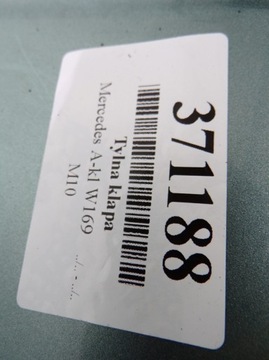 371188
Tylna klapa
Mercedes A-kl W169
M10
../.. - ../..